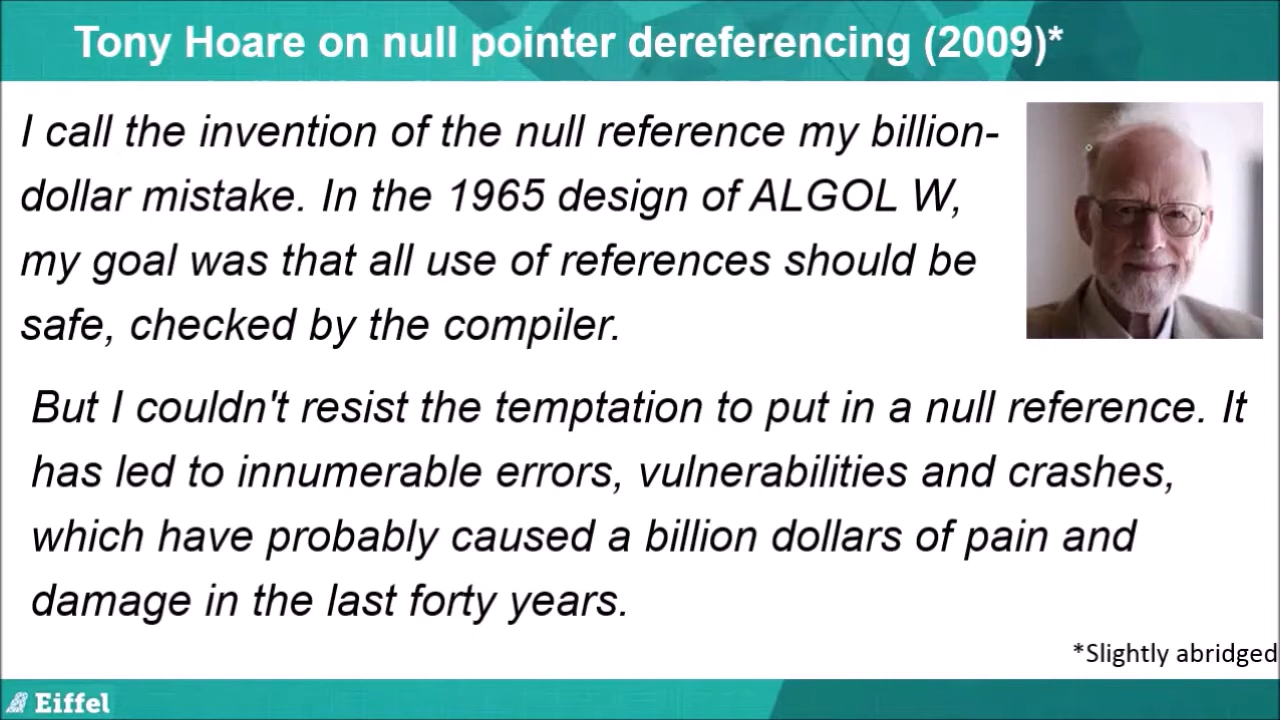 Tony Hoare on null pointer dereferencing (2009)*
I call the invention of the null reference my billion-
dollar mistake. In the 1965 design of ALGOL W,
my goal was that all use of references should be
safe, checked by the compiler.
But I couldn't resist the temptation to put in a null reference. It
has led to innumerable errors, vulnerabilities and crashes,
which have probably caused a billion dollars of pain and
damage in the last forty years.
*Slightly abridged
Eiffel